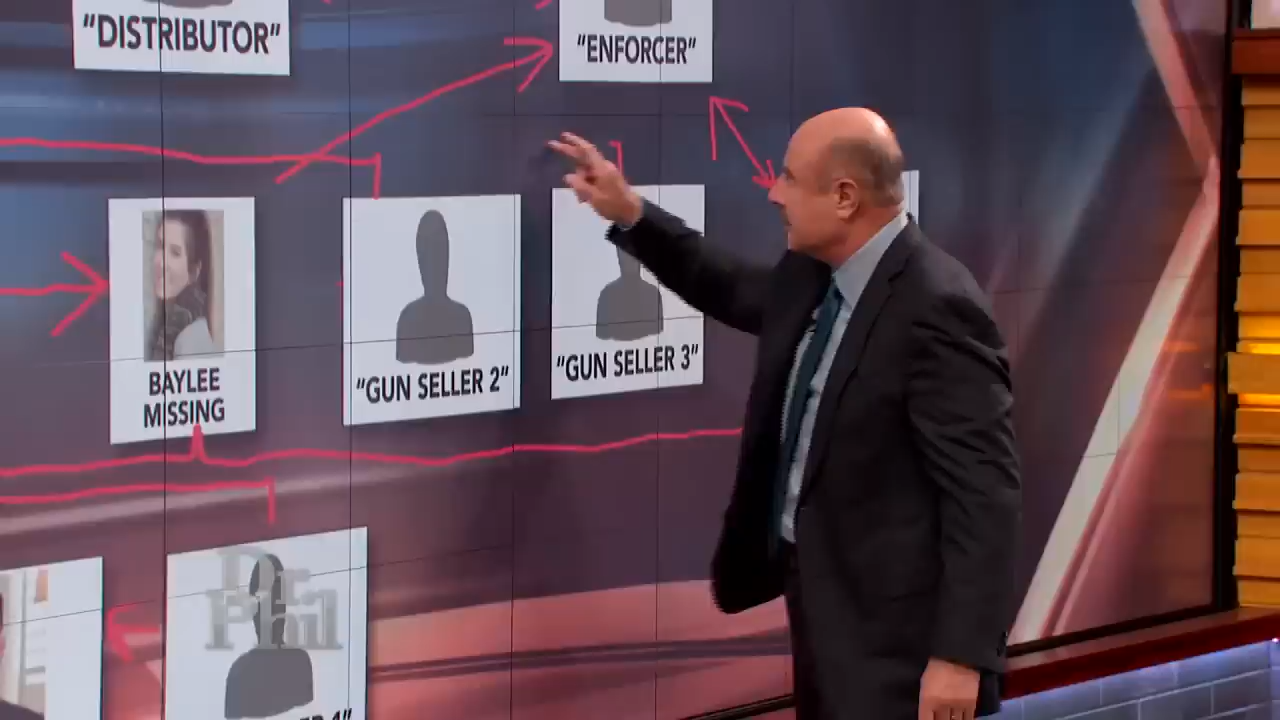 "DISTRIBUTOR"
"ENFORCER"
BAYLEE
MISSING
"GUN SELLER 2"
"GUN SELLER 3"
Dr.
Phil